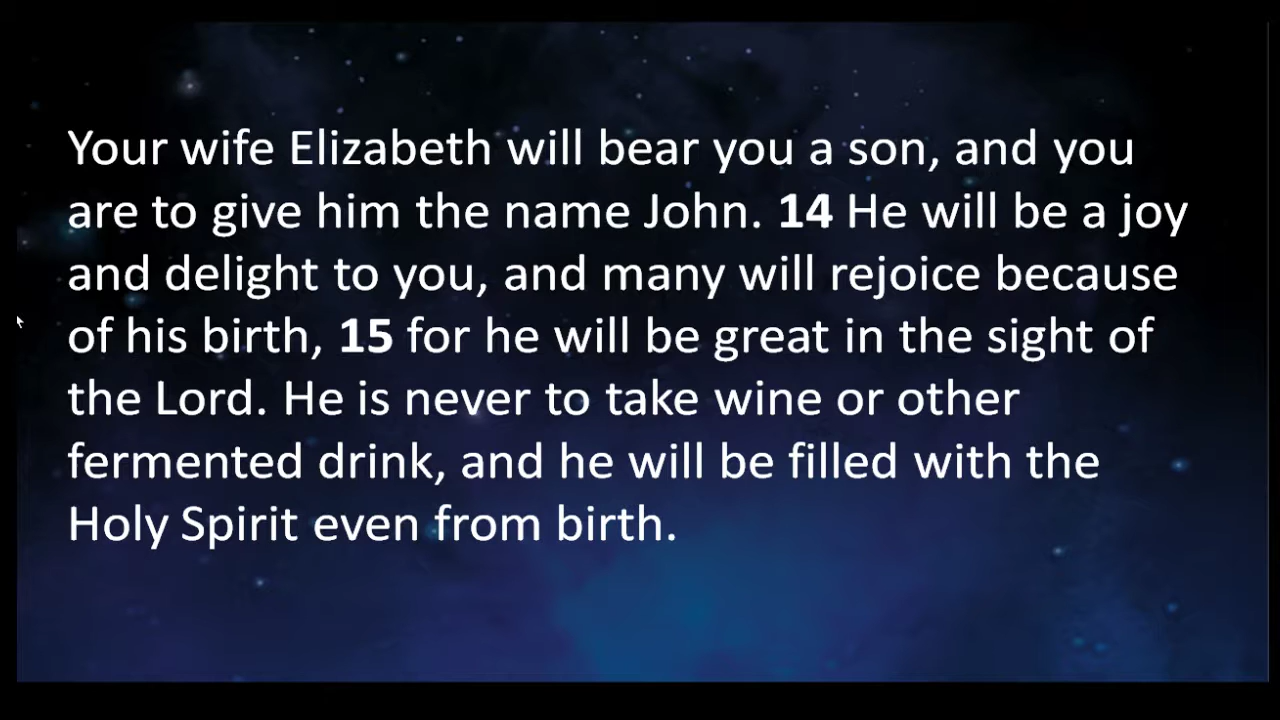 Your wife Elizabeth will bear you a son, and you
are to give him the name John. 14 He will be a joy
and delight to you, and many will rejoice because
of his birth, 15 for he will be great in the sight of
the Lord. He is never to take wine or other
fermented drink, and he will be filled with the
Holy Spirit even from birth.